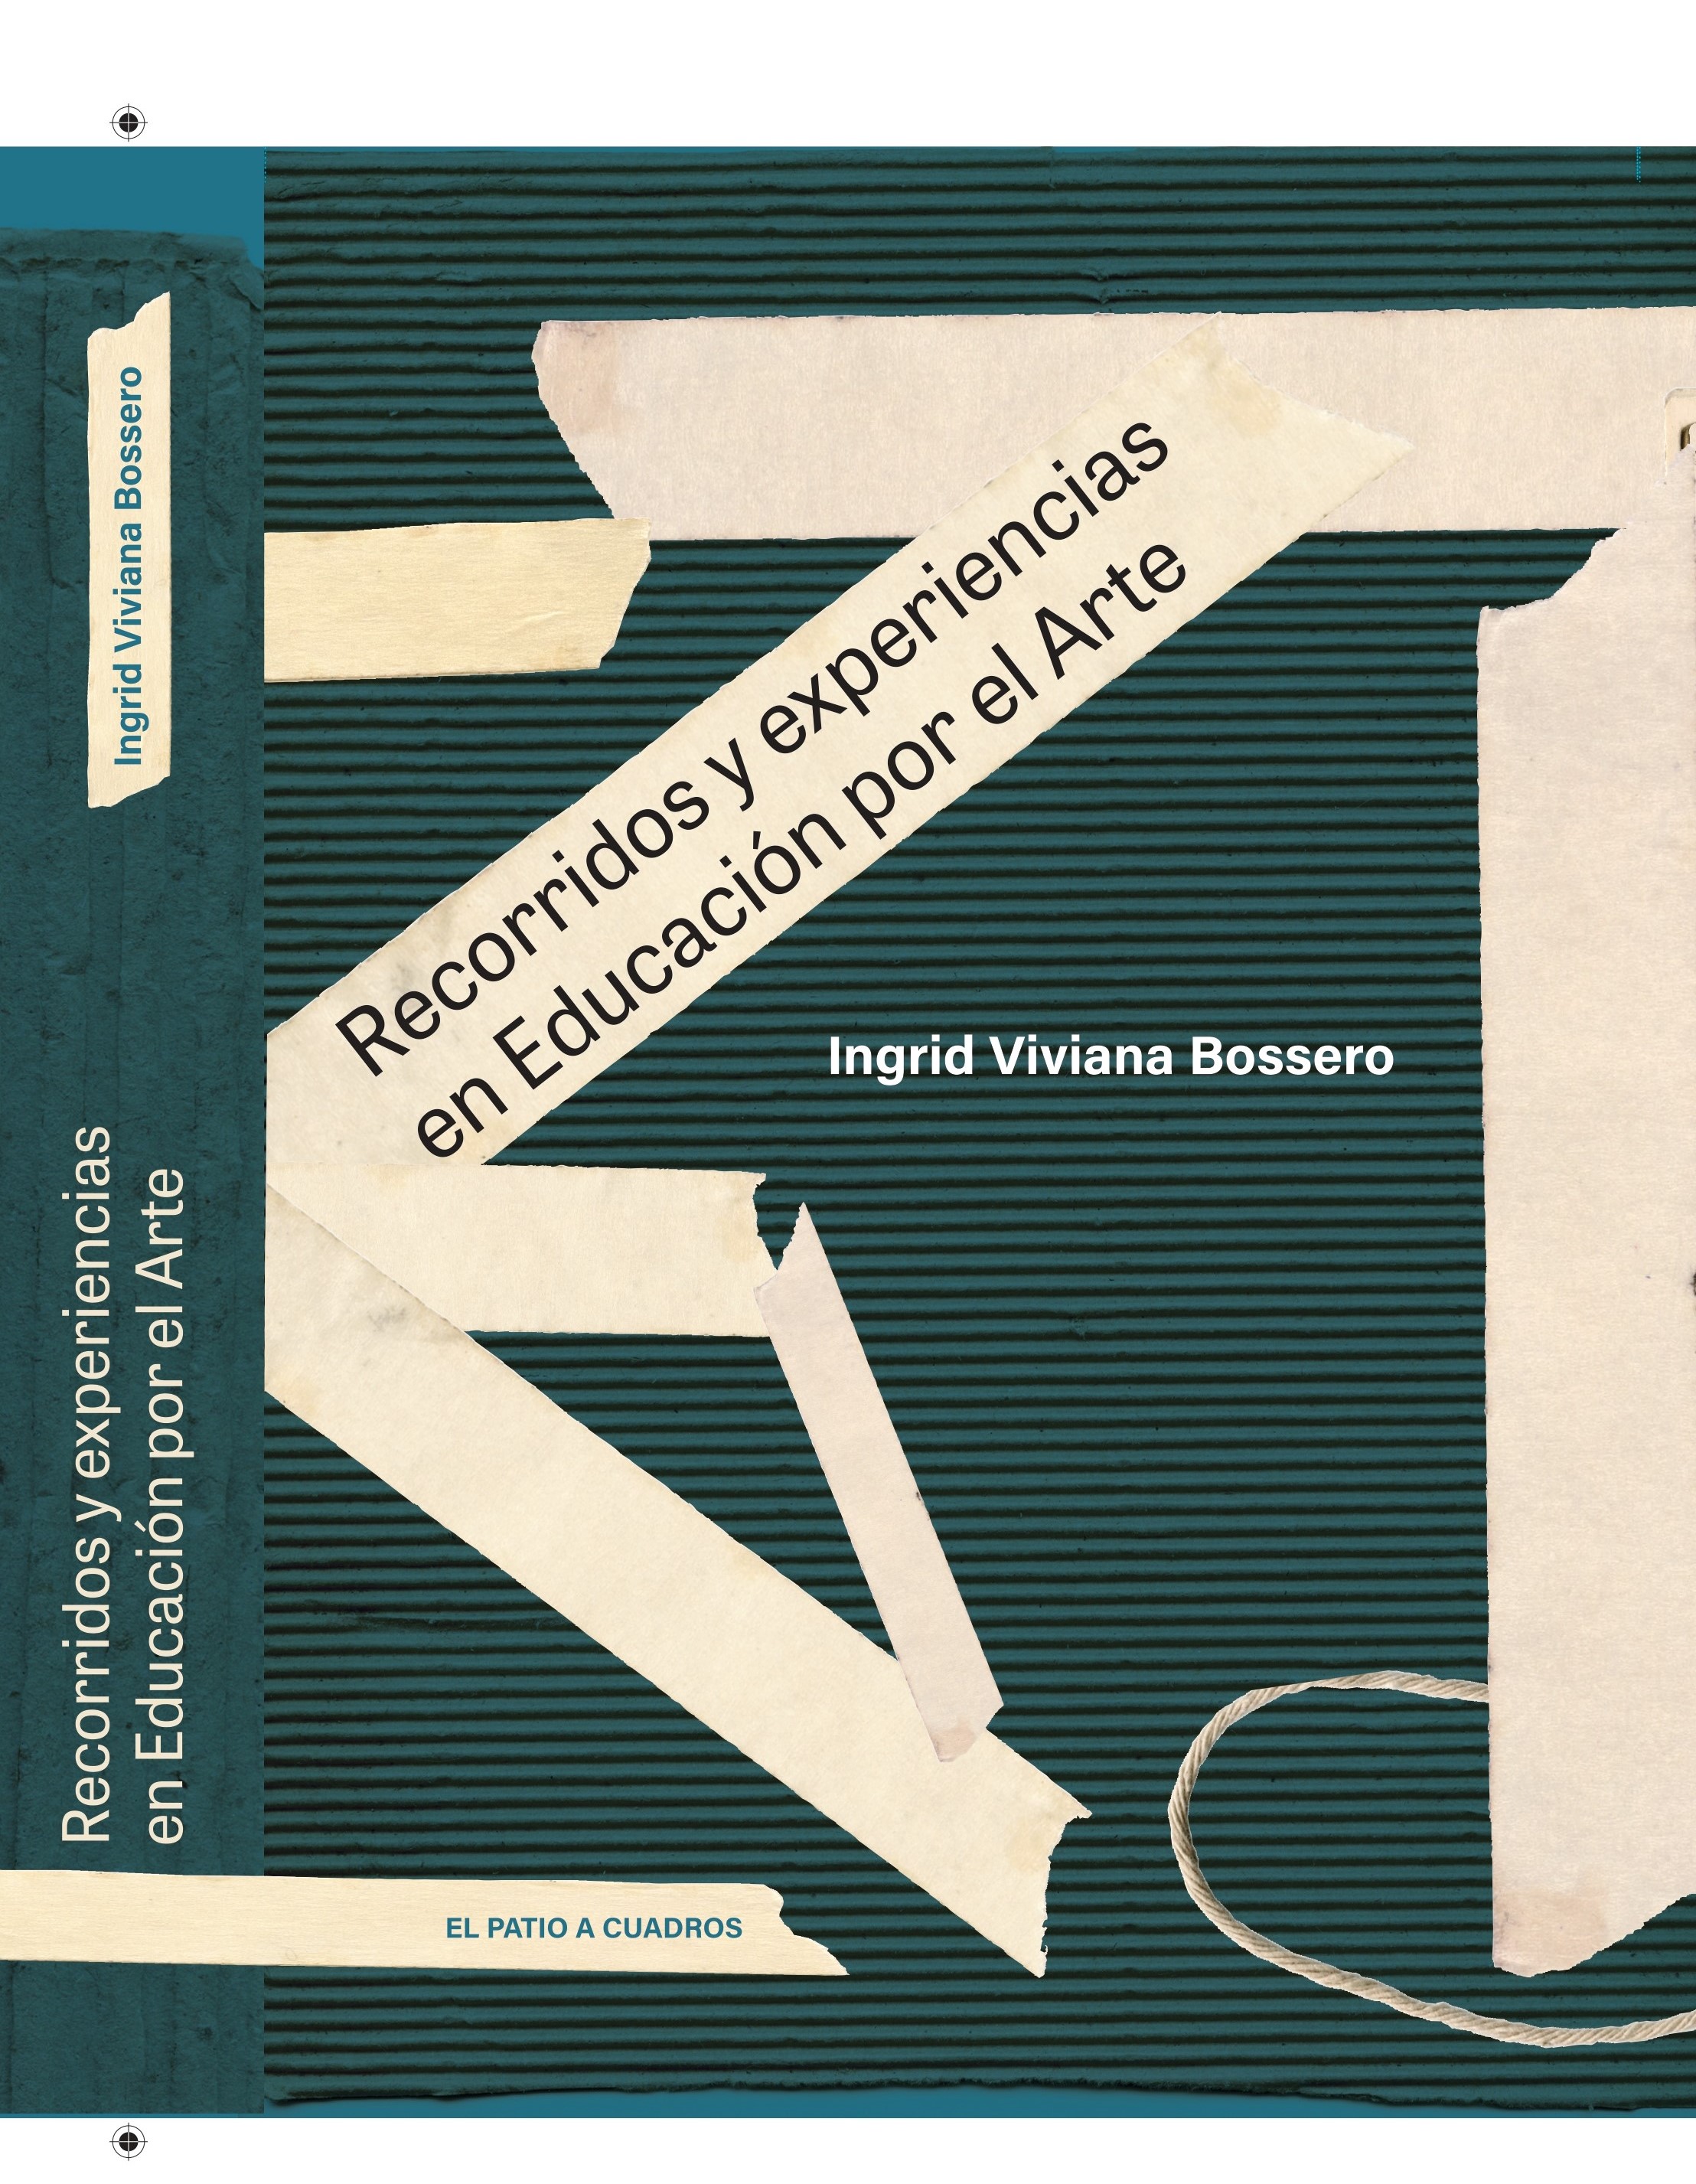 Ingrid Viviana Bossero
Recorridos y experiencias
en Educación por el Arte
Recorridos y experiencias
en Educación por el Arte
Ingrid Viviana Bossero
EL PATIO A CUADROS